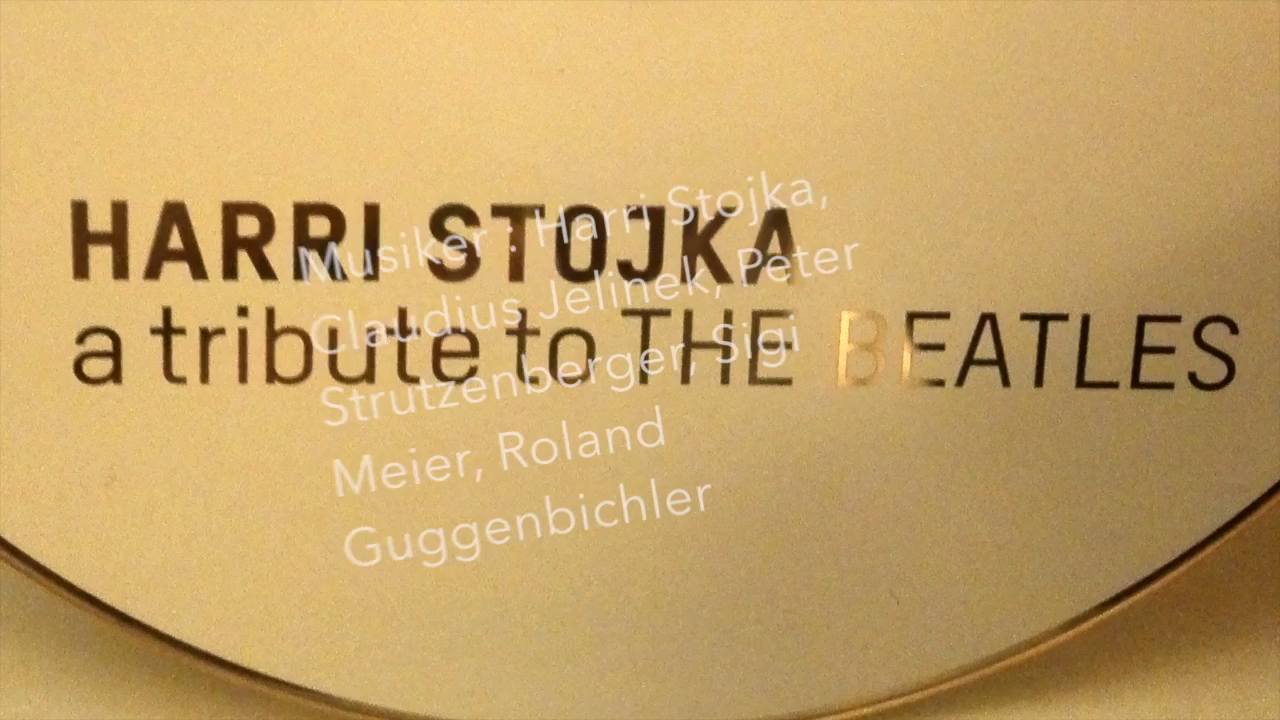 HARRI STOJKA
a tribute to THE BEATLES
Musiker : Harri Stojka,
Claudius Jelinek, Peter
Strutzenberger, Sigi
Meier, Roland
Guggenbichler